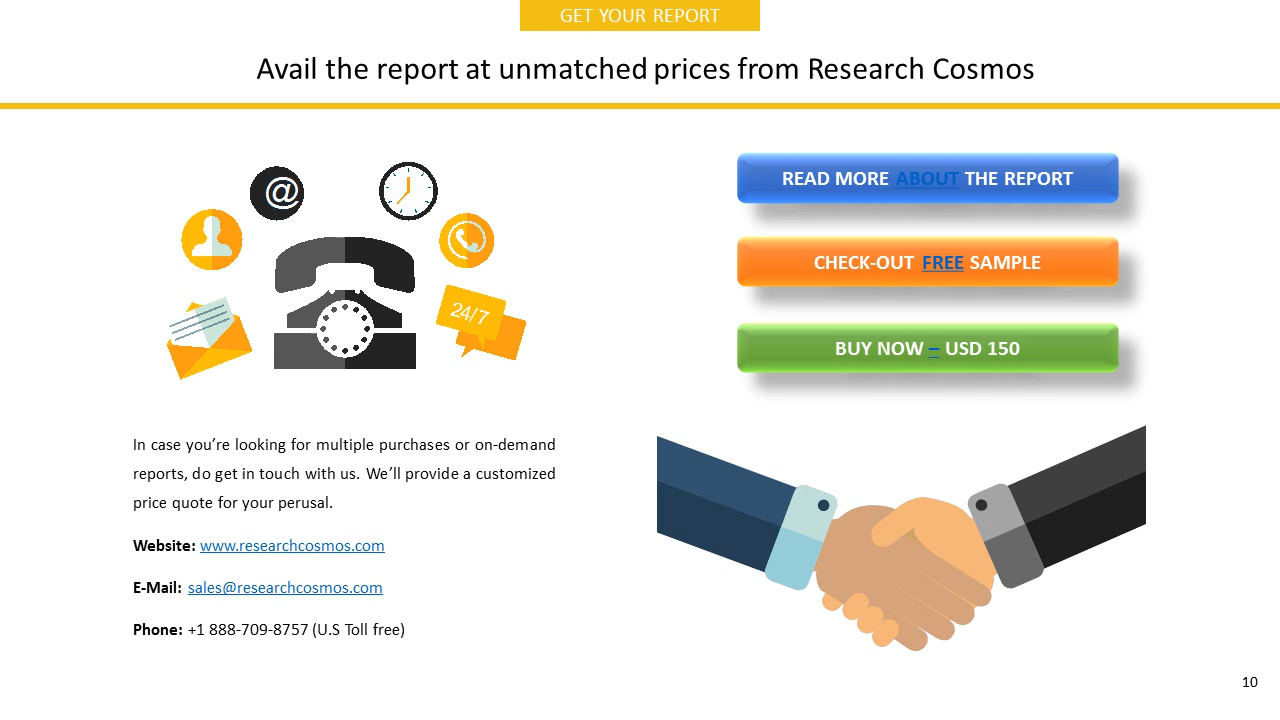 GET YOUR REPORT
Avail the report at unmatched prices from Research Cosmos
@
24/7
READ MORE ABOUT THE REPORT
CHECK-OUT FREE SAMPLE
BUY NOW – USD 150
In case you’re looking for multiple purchases or on-demand
reports, do get in touch with us. We’ll provide a customized
price quote for your perusal.
Website: www.researchcosmos.com
E-Mail: sales@researchcosmos.com
Phone: +1 888-709-8757 (U.S Toll free)
10